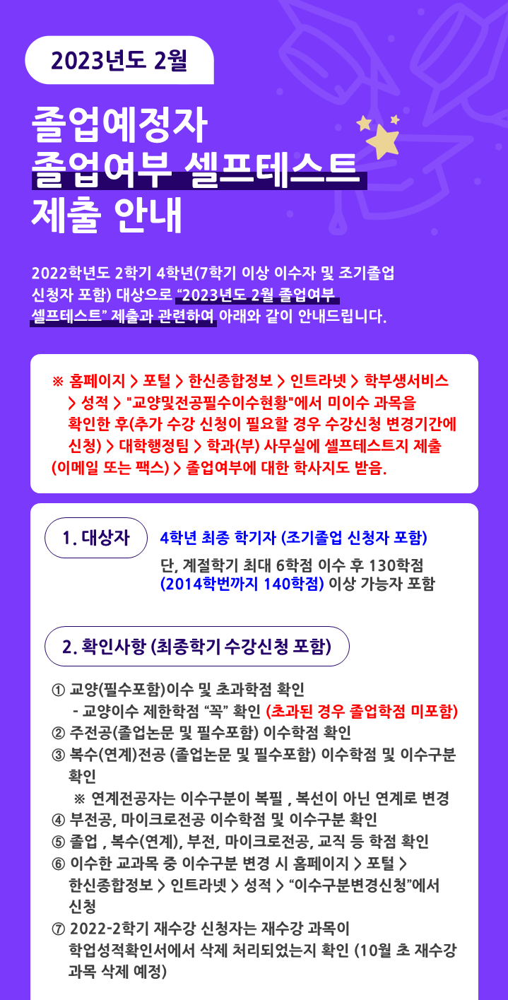 2023년도 2월
졸업예정자
졸업여부 셀프테스트
제출 안내
2022학년도 2학기 4학년(7학기 이상 이수자 및 조기졸업
신청자 포함) 대상으로 “2023년도 2월 졸업여부
셀프테스트” 제출과 관련하여 아래와 같이 안내드립니다.
※ 홈페이지 > 포털 > 한신종합정보 > 인트라넷 > 학부생서비스
> 성적 > "교양및전공필수이수현황"에서 미이수 과목을
확인한 후(추가 수강 신청이 필요할 경우 수강신청 변경기간에
신청) > 대학행정팀 > 학과(부) 사무실에 셀프테스트지 제출
(이메일 또는 팩스) > 졸업여부에 대한 학사지도 받음.
1. 대상자
4학년 최종 학기자 (조기졸업 신청자 포함)
단, 계절학기 최대 6학점 이수 후 130학점
(2014학번까지 140학점) 이상 가능자 포함
2. 확인사항 (최종학기 수강신청 포함)
① 교양(필수포함)이수 및 초과학점 확인
- 교양이수 제한학점 “꼭” 확인 (초과된 경우 졸업학점 미포함)
② 주전공(졸업논문 및 필수포함) 이수학점 확인
③ 복수(연계)전공 (졸업논문 및 필수포함) 이수학점 및 이수구분
확인
※ 연계전공자는 이수구분이 복필 , 복선이 아닌 연계로 변경
④ 부전공, 마이크로전공 이수학점 및 이수구분 확인
⑤ 졸업 , 복수(연계), 부전, 마이크로전공, 교직 등 학점 확인
⑥ 이수한 교과목 중 이수구분 변경 시 홈페이지 > 포털 >
한신종합정보 > 인트라넷 > 성적 > “이수구분변경신청”에서
신청
⑦ 2022-2학기 재수강 신청자는 재수강 과목이
학업성적확인서에서 삭제 처리되었는지 확인 (10월 초 재수강
과목 삭제 예정)